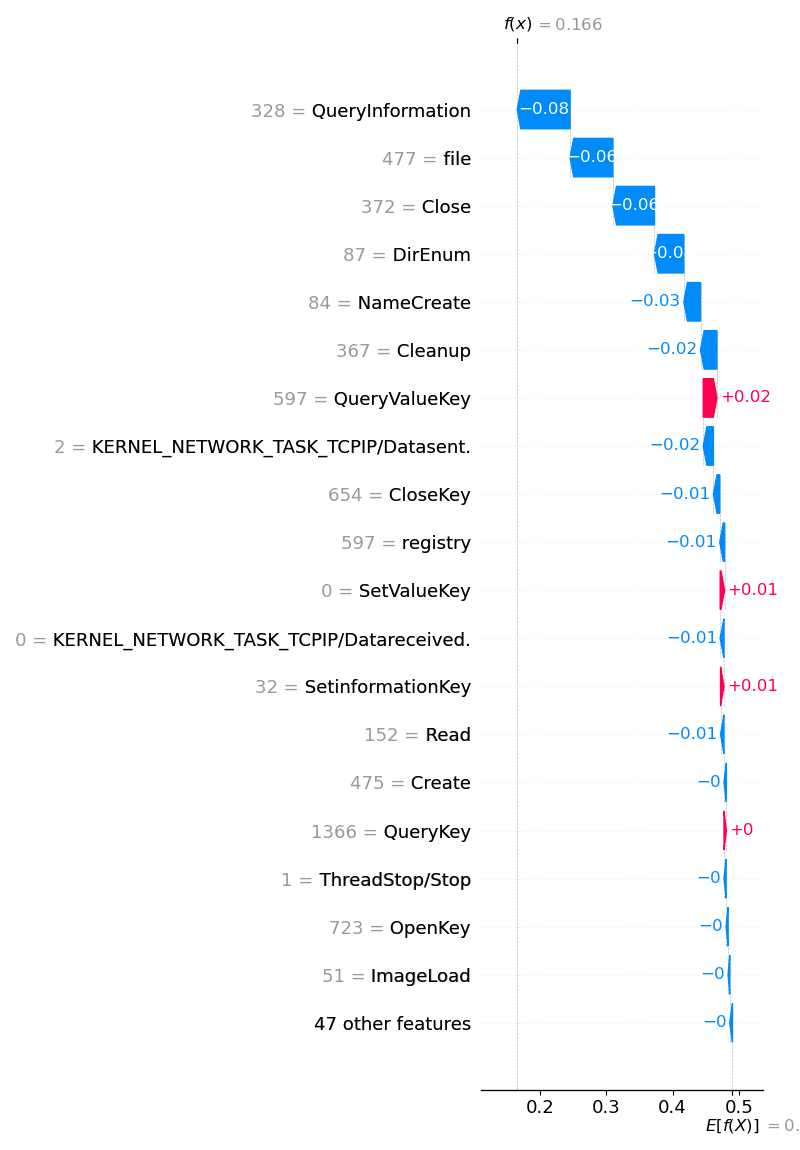 f(x) = 0.166
328 = QueryInformation −0.08
477 = file −0.06
372 = Close −0.06
87 = DirEnum −0.0
84 = NameCreate −0.03
367 = Cleanup −0.02
597 = QueryValueKey +0.02
2 = KERNEL_NETWORK_TASK_TCPIP/Datasent. −0.02
654 = CloseKey −0.01
597 = registry −0.01
0 = SetValueKey +0.01
0 = KERNEL_NETWORK_TASK_TCPIP/Datareceived. −0.01
32 = SetinformationKey +0.01
152 = Read −0.01
475 = Create −0
1366 = QueryKey +0
1 = ThreadStop/Stop −0
723 = OpenKey −0
51 = ImageLoad −0
47 other features −0
0.2 0.3 0.4 0.5
E[f(X)] = 0.